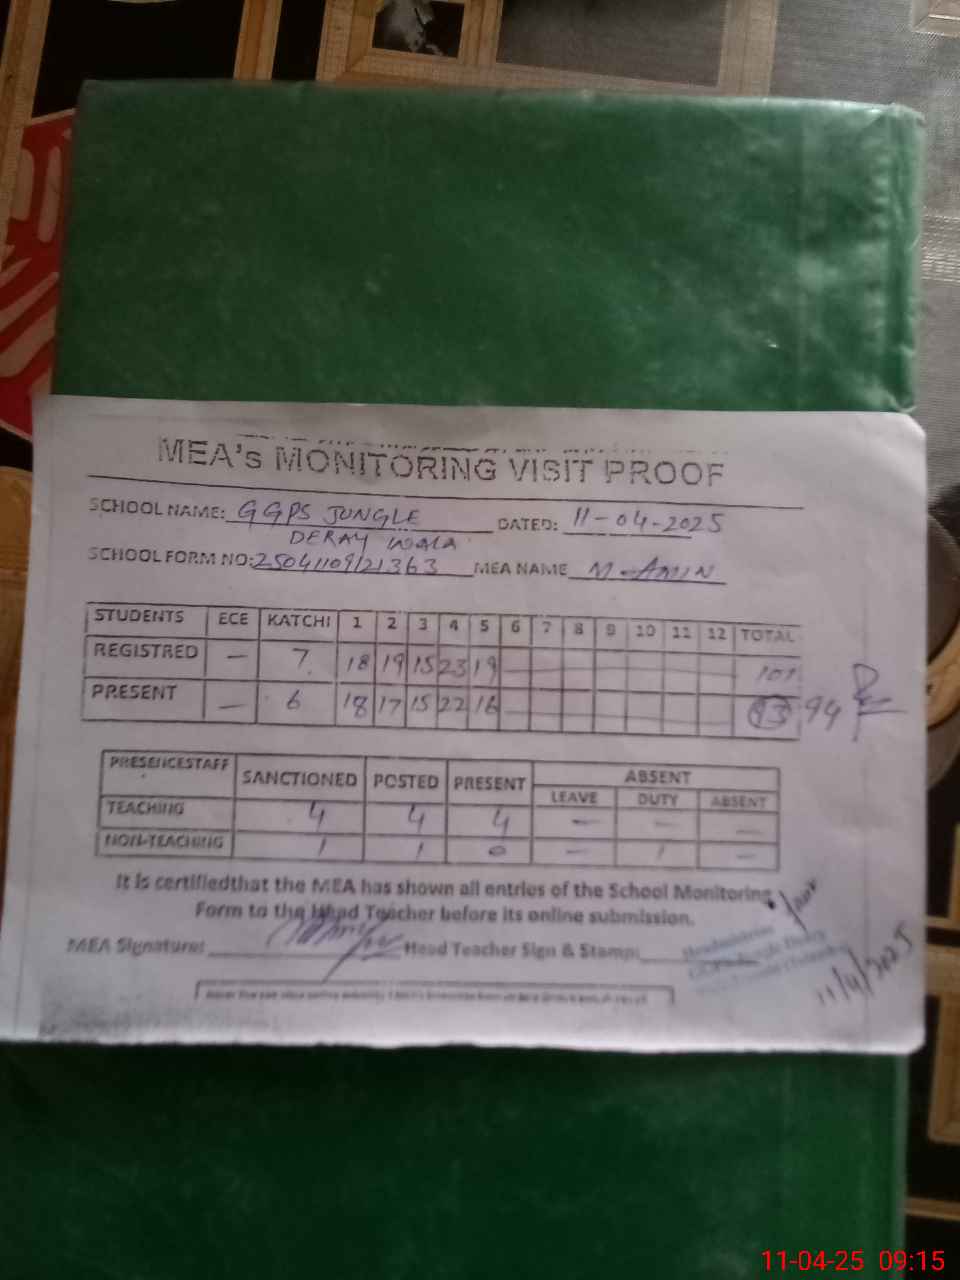 MEA's MONITORING VISIT PROOF
SCHOOL NAME: GGPS JUNGLE DATED: 11-04-2025
DERAY WALA
SCHOOL FORM NO: 25041109121363 MEA NAME M-AMIN
STUDENTS ECE KATCHI 1 2 3 4 5 6 7 8 9 10 11 12 TOTAL
REGISTRED — 7 18 19 15 23 19 101
PRESENT — 6 18 17 15 22 16 93 94
PRESENCESTAFF SANCTIONED POSTED PRESENT ABSENT
LEAVE DUTY ABSENT
TEACHING 4 4 4 — — —
NON-TEACHING 1 1 0 — 1 —
It is certifiedthat the MEA has shown all entries of the School Monitoring
Form to the Head Teacher before its online submission.
MEA Signature: Head Teacher Sign & Stamp:
Headmistress
11/4/2025
11-04-25 09:15